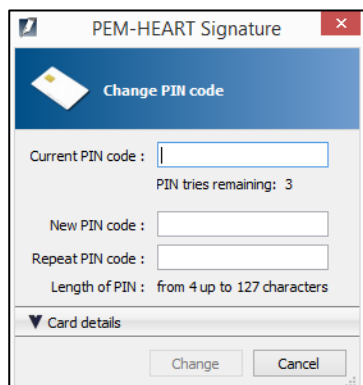 PEM-HEART Signature
Change PIN code
Current PIN code :
PIN tries remaining: 3
New PIN code :
Repeat PIN code :
Length of PIN : from 4 up to 127 characters
Card details
Change Cancel